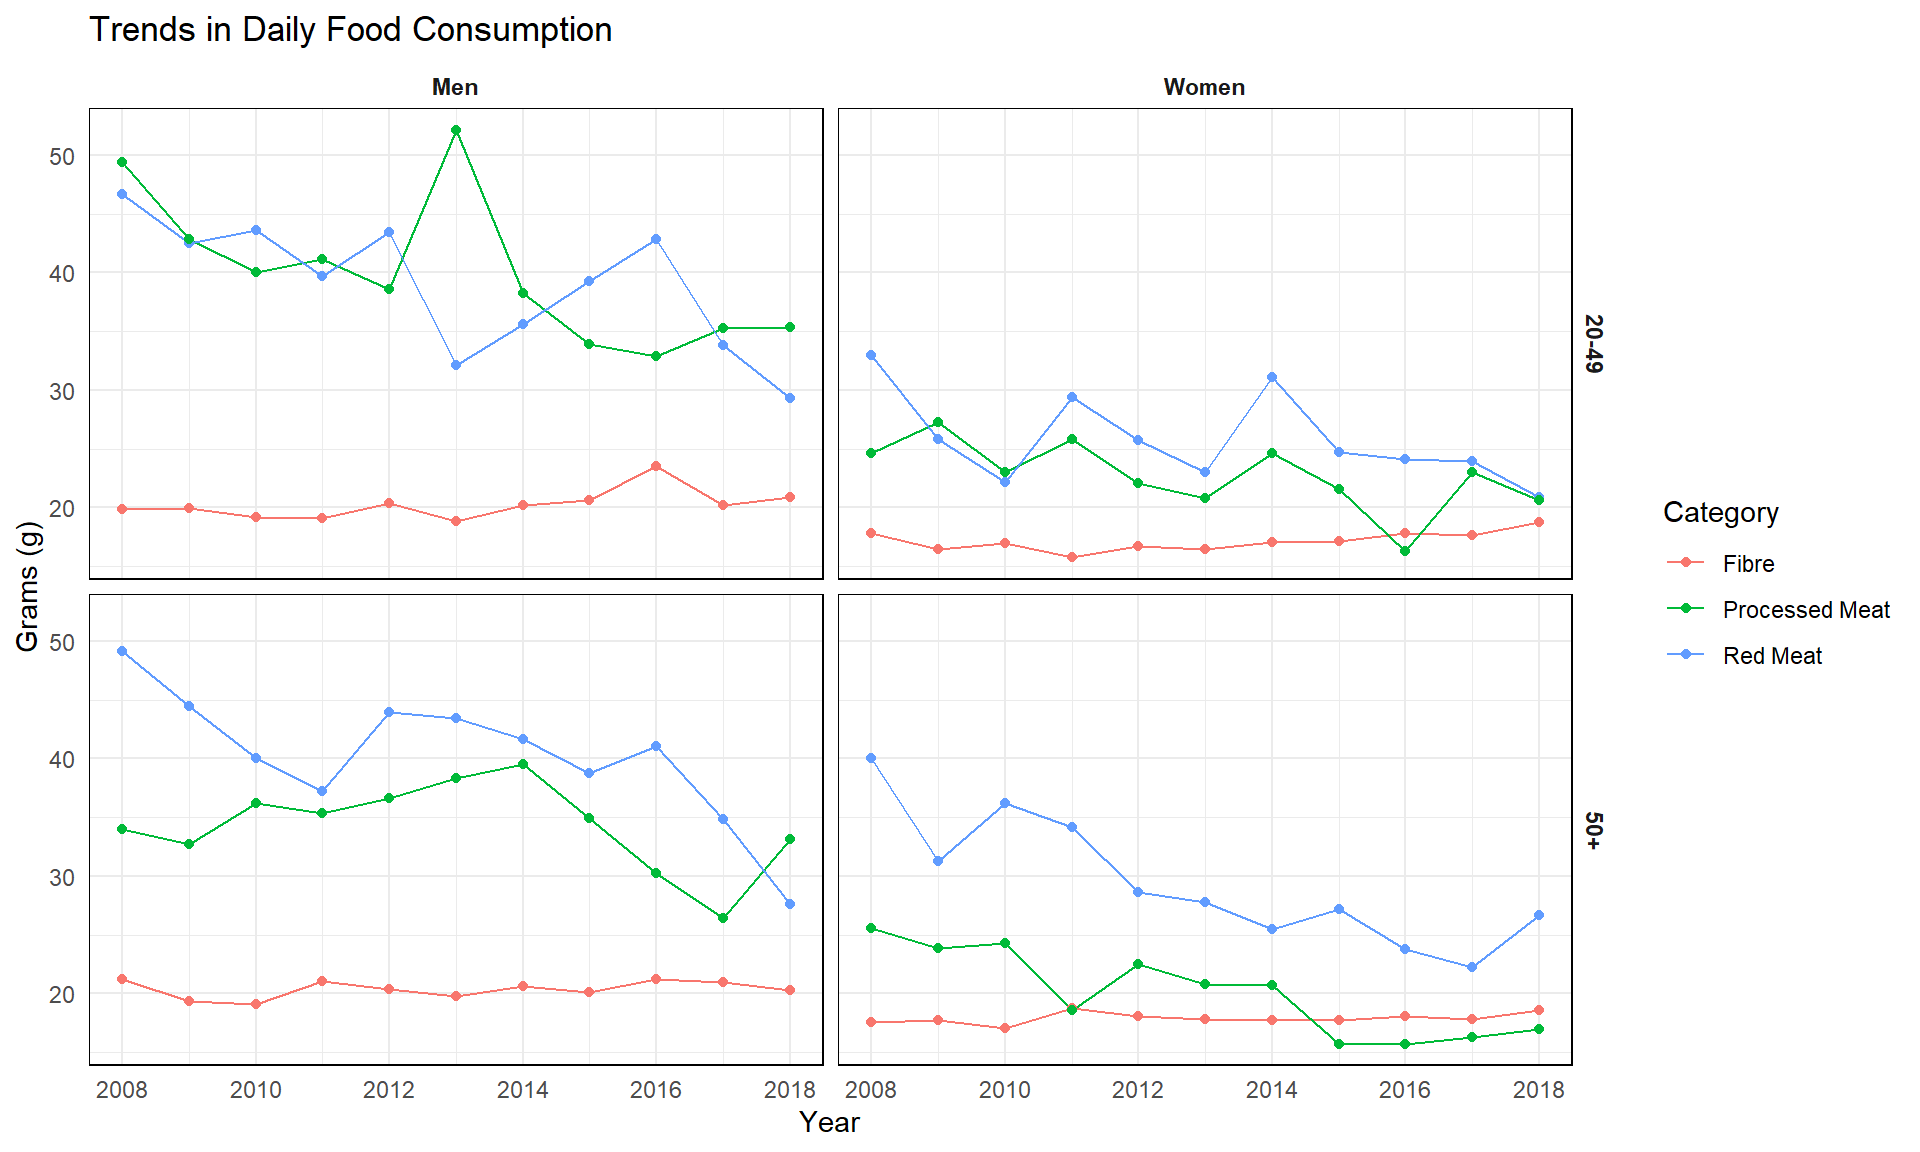 Trends in Daily Food Consumption
Men
Women
50
40
30
20
20-49
50
40
30
20
50+
Grams (g)
2008 2010 2012 2014 2016 2018
2008 2010 2012 2014 2016 2018
Year
Category
Fibre
Processed Meat
Red Meat